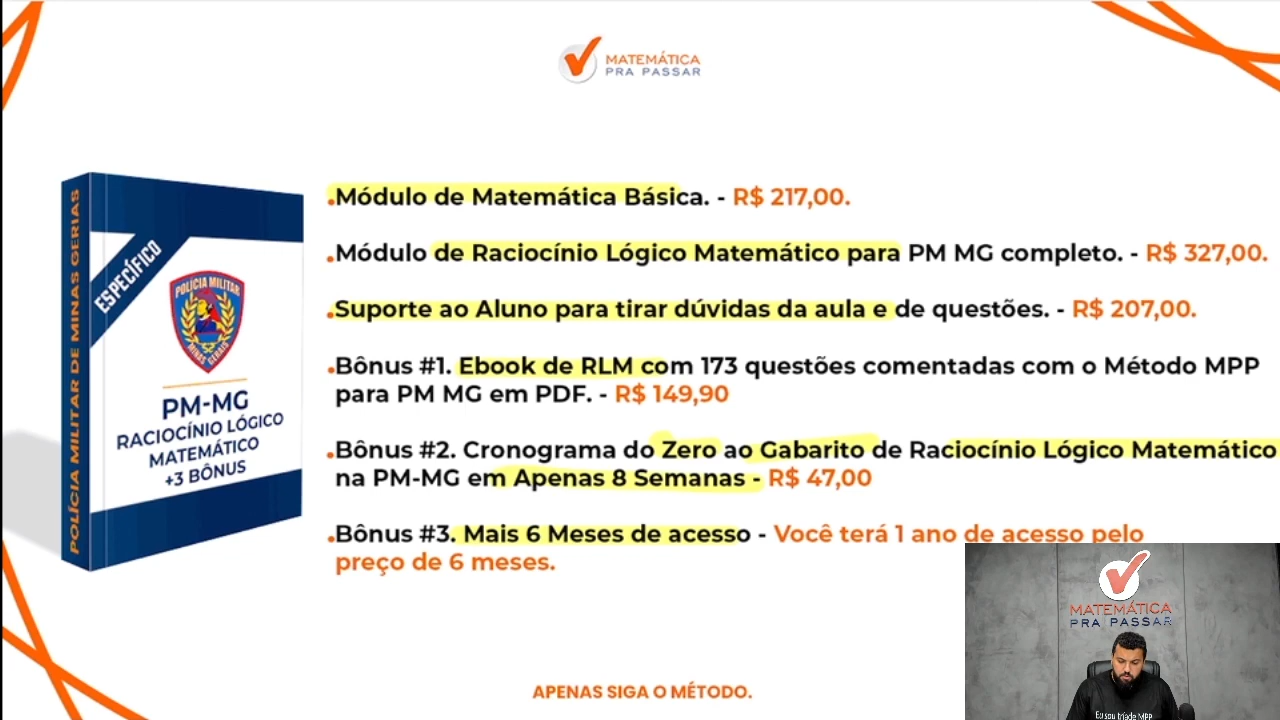 MATEMÁTICA
PRA PASSAR
Módulo de Matemática Básica. - R$ 217,00.
Módulo de Raciocínio Lógico Matemático para PM MG completo. - R$ 327,00.
Suporte ao Aluno para tirar dúvidas da aula e de questões. - R$ 207,00.
Bônus #1. Ebook de RLM com 173 questões comentadas com o Método MPP
para PM MG em PDF. - R$ 149,90
Bônus #2. Cronograma do Zero ao Gabarito de Raciocínio Lógico Matemático
na PM-MG em Apenas 8 Semanas - R$ 47,00
Bônus #3. Mais 6 Meses de acesso - Você terá 1 ano de acesso pelo
preço de 6 meses.
POLÍCIA MILITAR DE MINAS GERIAS
ESPECÍFICO
POLÍCIA MILITAR
MINAS GERAIS
PM-MG
RACIOCÍNIO LÓGICO
MATEMÁTICO
+3 BÔNUS
MATEMÁTICA
PRA PASSAR
Eu sou tríade MPP
APENAS SIGA O MÉTODO.